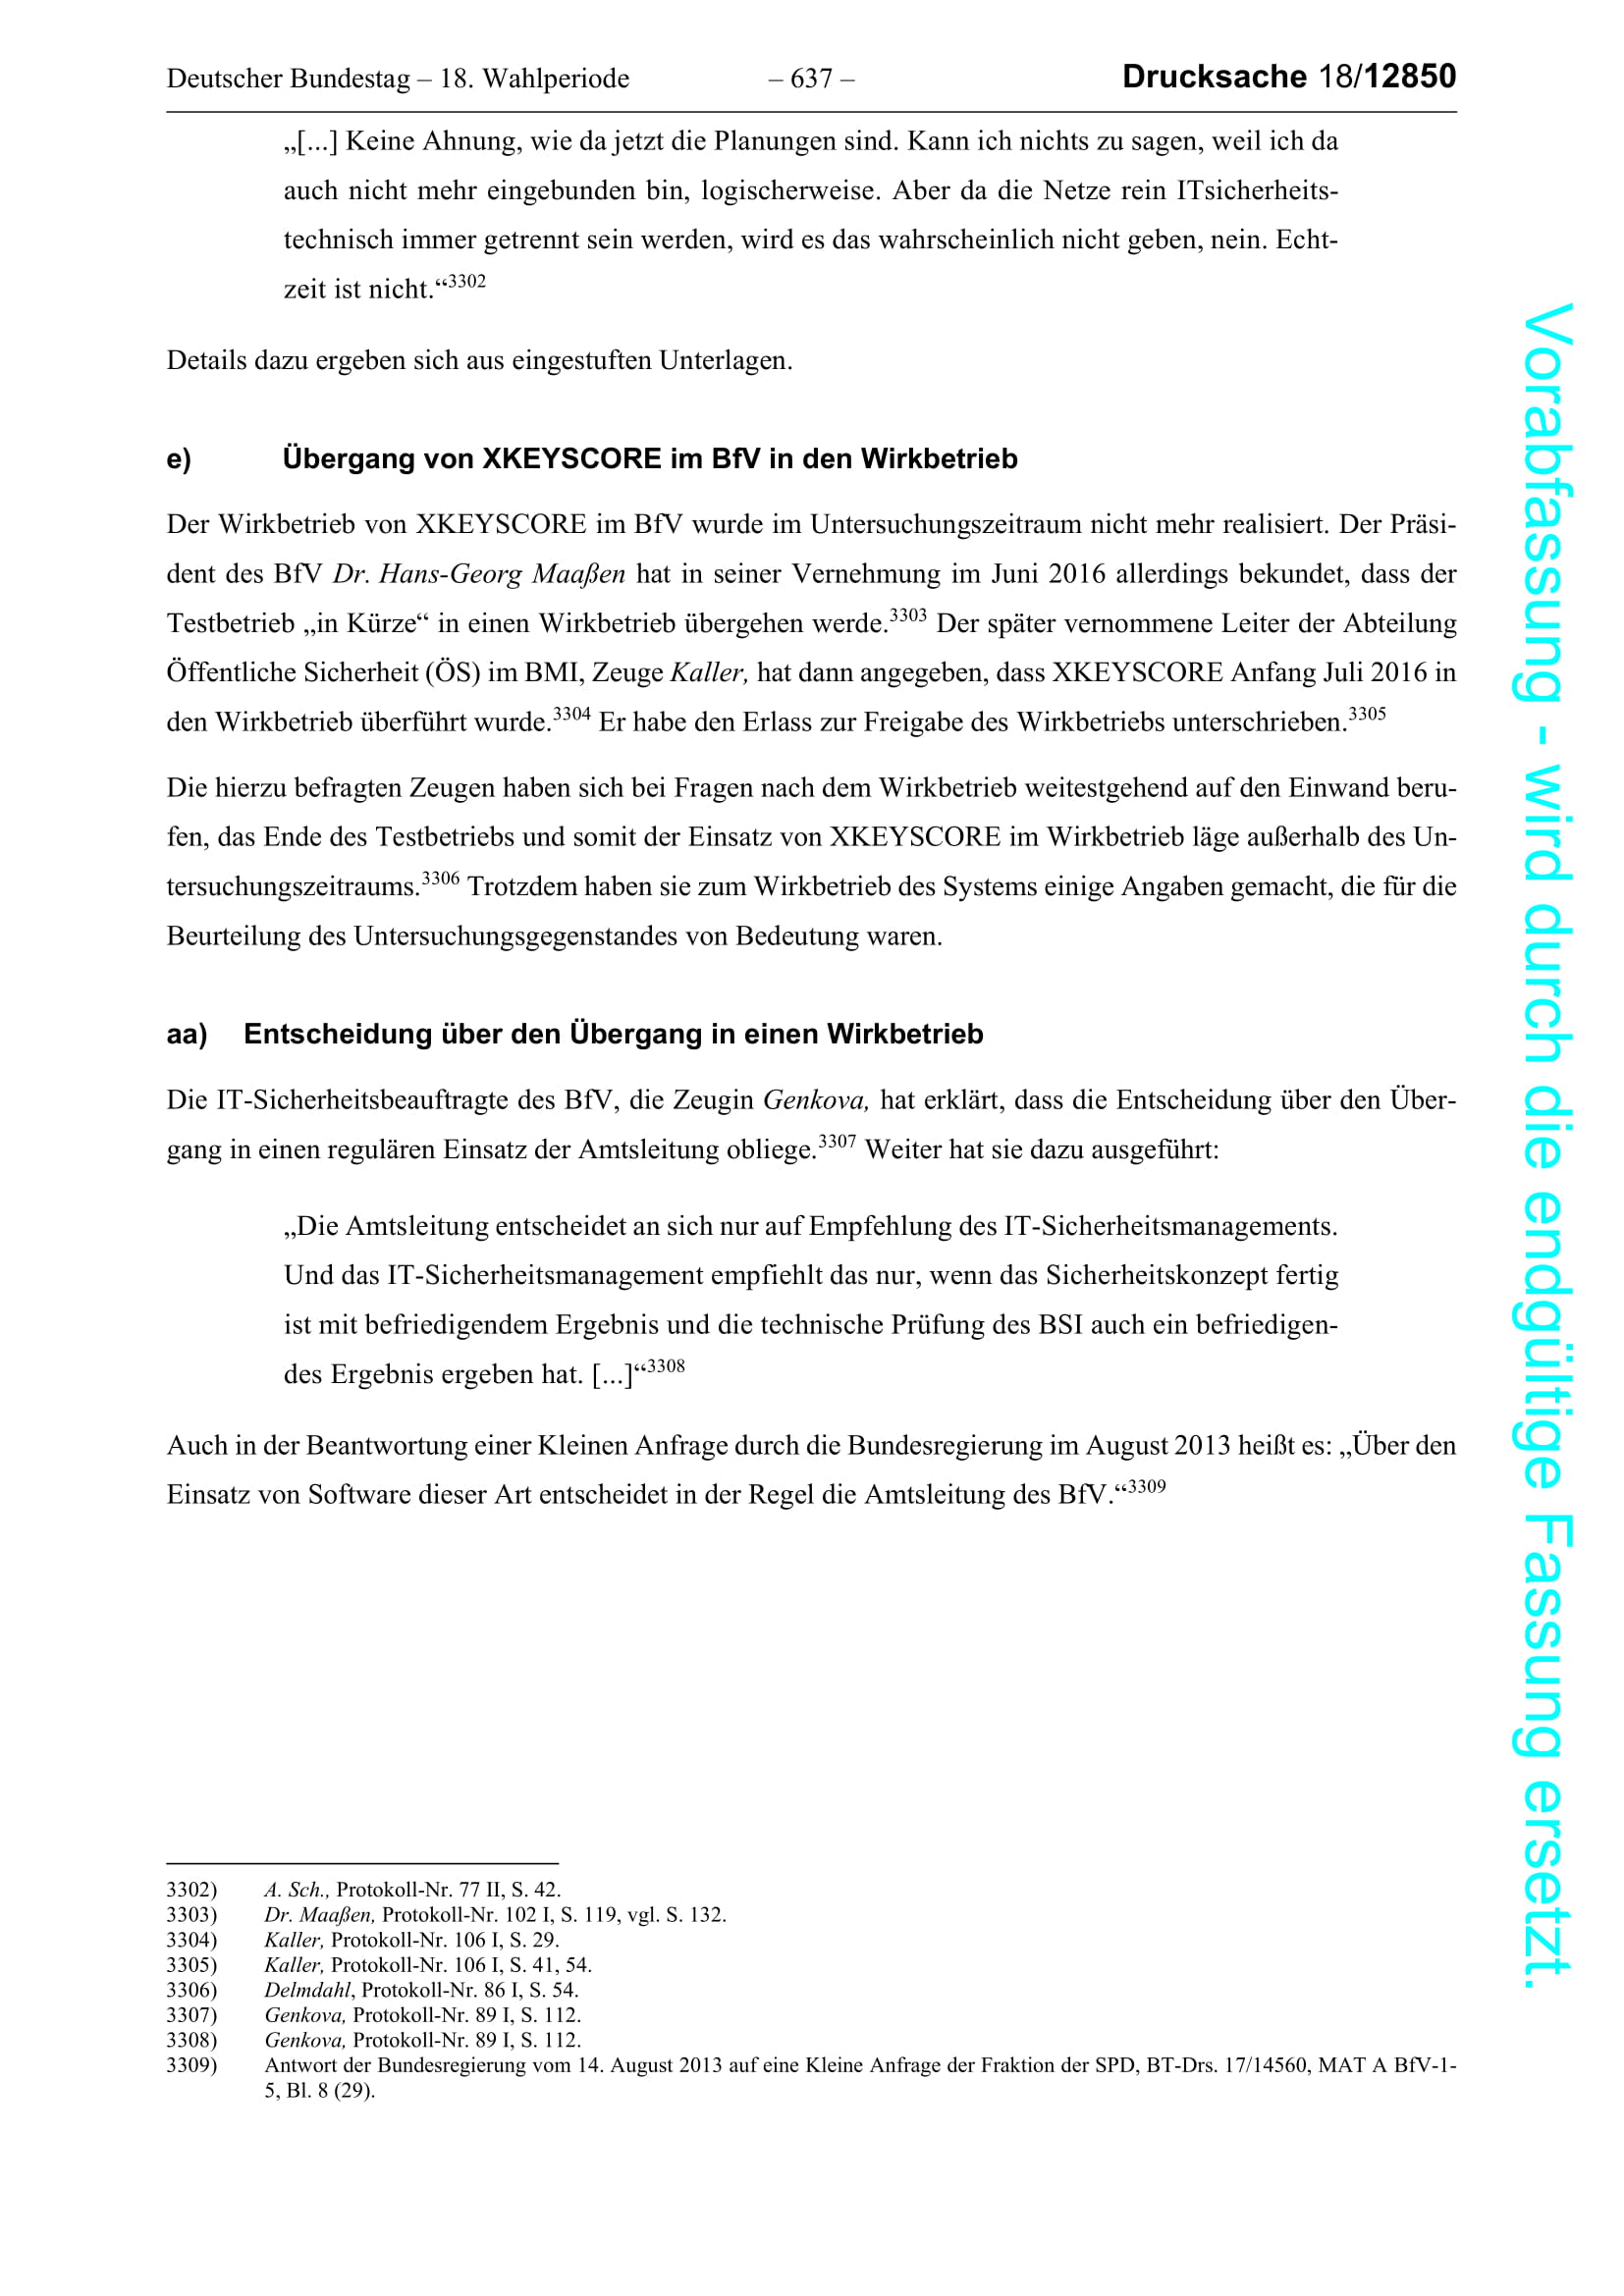 Deutscher Bundestag – 18. Wahlperiode – 637 – Drucksache 18/12850
„[...] Keine Ahnung, wie da jetzt die Planungen sind. Kann ich nichts zu sagen, weil ich da
auch nicht mehr eingebunden bin, logischerweise. Aber da die Netze rein ITsicherheits-
technisch immer getrennt sein werden, wird es das wahrscheinlich nicht geben, nein. Echt-
zeit ist nicht.“3302
Details dazu ergeben sich aus eingestuften Unterlagen.
e) Übergang von XKEYSCORE im BfV in den Wirkbetrieb
Der Wirkbetrieb von XKEYSCORE im BfV wurde im Untersuchungszeitraum nicht mehr realisiert. Der Präsi-
dent des BfV Dr. Hans-Georg Maaßen hat in seiner Vernehmung im Juni 2016 allerdings bekundet, dass der
Testbetrieb „in Kürze“ in einen Wirkbetrieb übergehen werde.3303 Der später vernommene Leiter der Abteilung
Öffentliche Sicherheit (ÖS) im BMI, Zeuge Kaller, hat dann angegeben, dass XKEYSCORE Anfang Juli 2016 in
den Wirkbetrieb überführt wurde.3304 Er habe den Erlass zur Freigabe des Wirkbetriebs unterschrieben.3305
Die hierzu befragten Zeugen haben sich bei Fragen nach dem Wirkbetrieb weitestgehend auf den Einwand beru-
fen, das Ende des Testbetriebs und somit der Einsatz von XKEYSCORE im Wirkbetrieb läge außerhalb des Un-
tersuchungszeitraums.3306 Trotzdem haben sie zum Wirkbetrieb des Systems einige Angaben gemacht, die für die
Beurteilung des Untersuchungsgegenstandes von Bedeutung waren.
aa) Entscheidung über den Übergang in einen Wirkbetrieb
Die IT-Sicherheitsbeauftragte des BfV, die Zeugin Genkova, hat erklärt, dass die Entscheidung über den Über-
gang in einen regulären Einsatz der Amtsleitung obliege.3307 Weiter hat sie dazu ausgeführt:
„Die Amtsleitung entscheidet an sich nur auf Empfehlung des IT-Sicherheitsmanagements.
Und das IT-Sicherheitsmanagement empfiehlt das nur, wenn das Sicherheitskonzept fertig
ist mit befriedigendem Ergebnis und die technische Prüfung des BSI auch ein befriedigen-
des Ergebnis ergeben hat. [...]“3308
Auch in der Beantwortung einer Kleinen Anfrage durch die Bundesregierung im August 2013 heißt es: „Über den
Einsatz von Software dieser Art entscheidet in der Regel die Amtsleitung des BfV.“3309
3302) A. Sch., Protokoll-Nr. 77 II, S. 42.
3303) Dr. Maaßen, Protokoll-Nr. 102 I, S. 119, vgl. S. 132.
3304) Kaller, Protokoll-Nr. 106 I, S. 29.
3305) Kaller, Protokoll-Nr. 106 I, S. 41, 54.
3306) Delmdahl, Protokoll-Nr. 86 I, S. 54.
3307) Genkova, Protokoll-Nr. 89 I, S. 112.
3308) Genkova, Protokoll-Nr. 89 I, S. 112.
3309) Antwort der Bundesregierung vom 14. August 2013 auf eine Kleine Anfrage der Fraktion der SPD, BT-Drs. 17/14560, MAT A BfV-1-
5, Bl. 8 (29).
Vorabfassung - wird durch die endgültige Fassung ersetzt.